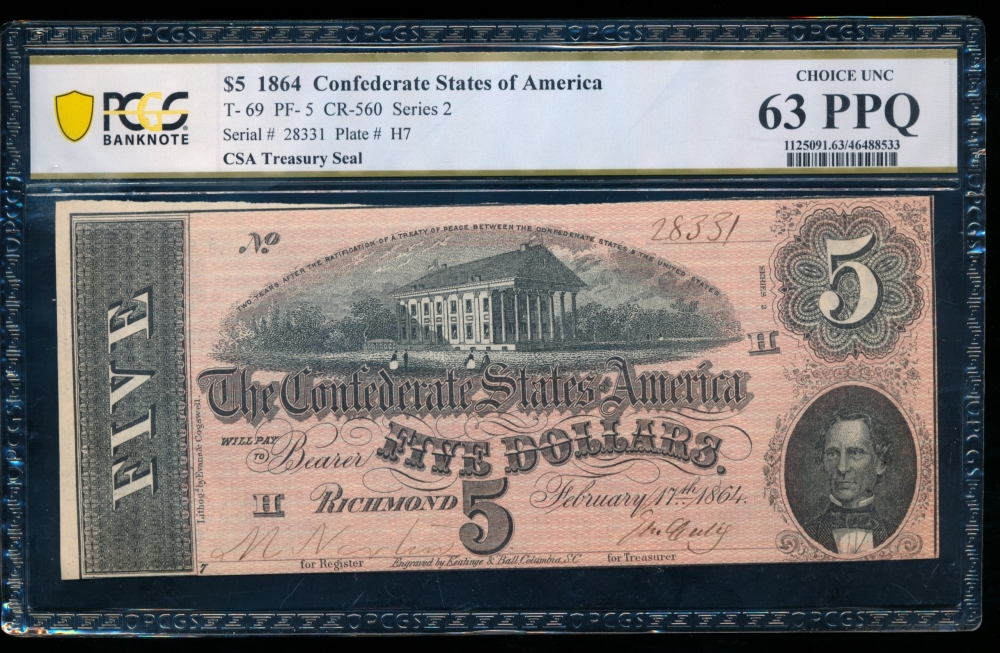 $5 1864 Confederate States of America
T- 69 PF- 5 CR-560 Series 2
Serial # 28331 Plate # H7
CSA Treasury Seal
PCGS
BANKNOTE
CHOICE UNC
63 PPQ
1125091.63/46488533
No 28331
TWO YEARS AFTER THE RATIFICATION OF A TREATY OF PEACE BETWEEN THE CONFEDERATE STATES & THE UNITED STATES
5
SERIES 2
H
FIVE
The Confederate States of America
WILL PAY
TO Bearer FIVE DOLLARS.
H RICHMOND 5 February 17th 1864.
Lithog'd by Evans & Cogswell
7 for Register Engraved by Keatinge & Ball, Columbia, S.C. for Treasurer